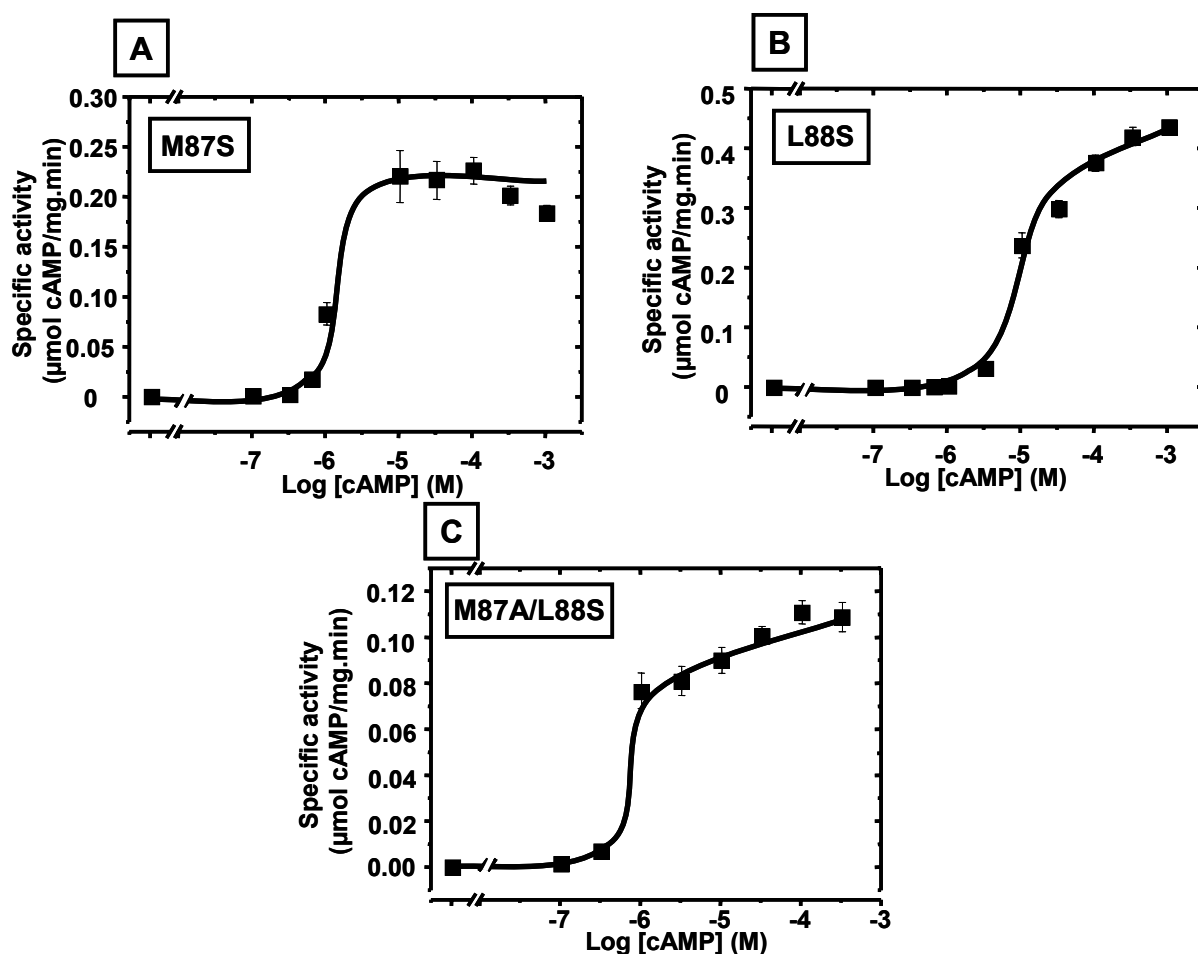 A
M87S
Specific activity
(µmol cAMP/mg.min)
0.30
0.25
0.20
0.15
0.10
0.05
0
-7 -6 -5 -4 -3
Log [cAMP] (M)
B
L88S
Specific activity
(µmol cAMP/mg.min)
0.5
0.4
0.3
0.2
0.1
0
-7 -6 -5 -4 -3
Log [cAMP] (M)
C
M87A/L88S
Specific activity
(µmol cAMP/mg.min)
0.12
0.10
0.08
0.06
0.04
0.02
0.00
-7 -6 -5 -4 -3
Log [cAMP] (M)